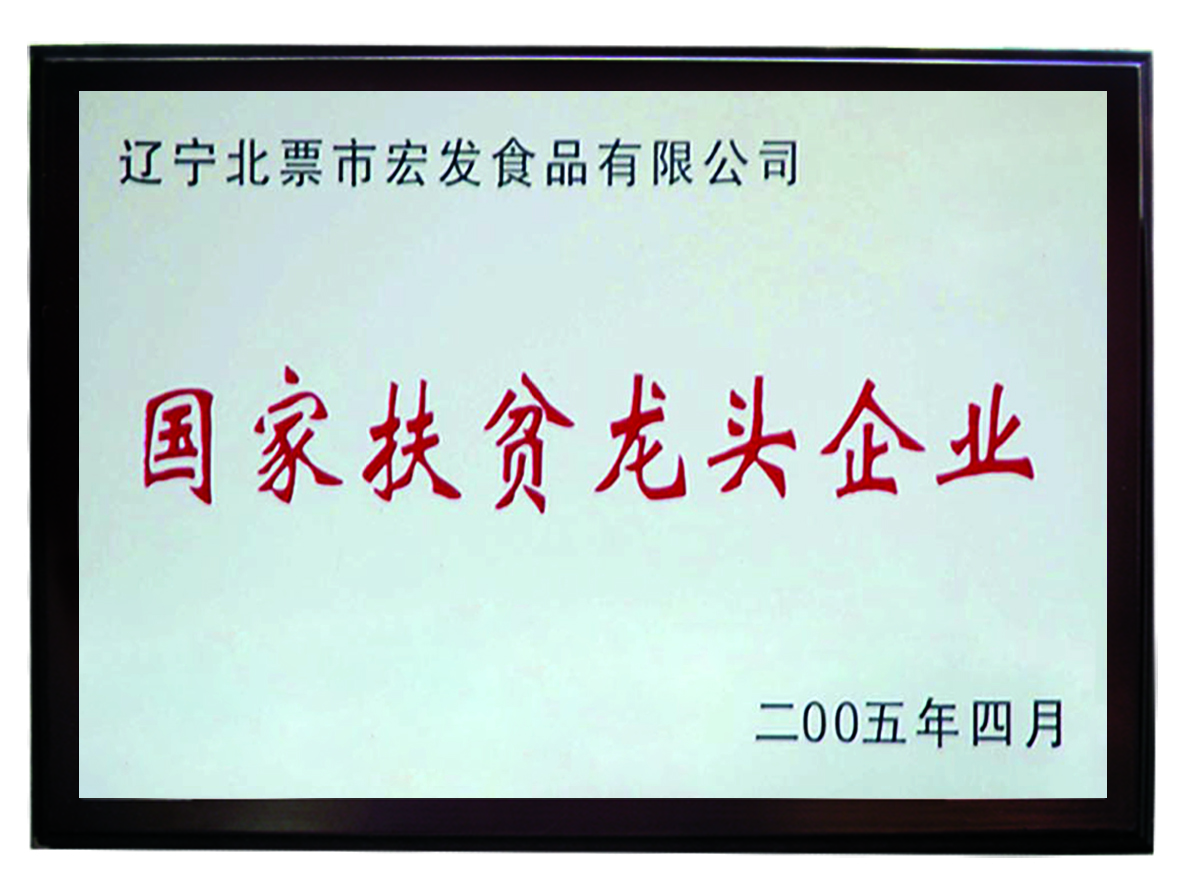 辽宁北票市宏发食品有限公司
国家扶贫龙头企业
二00五年四月